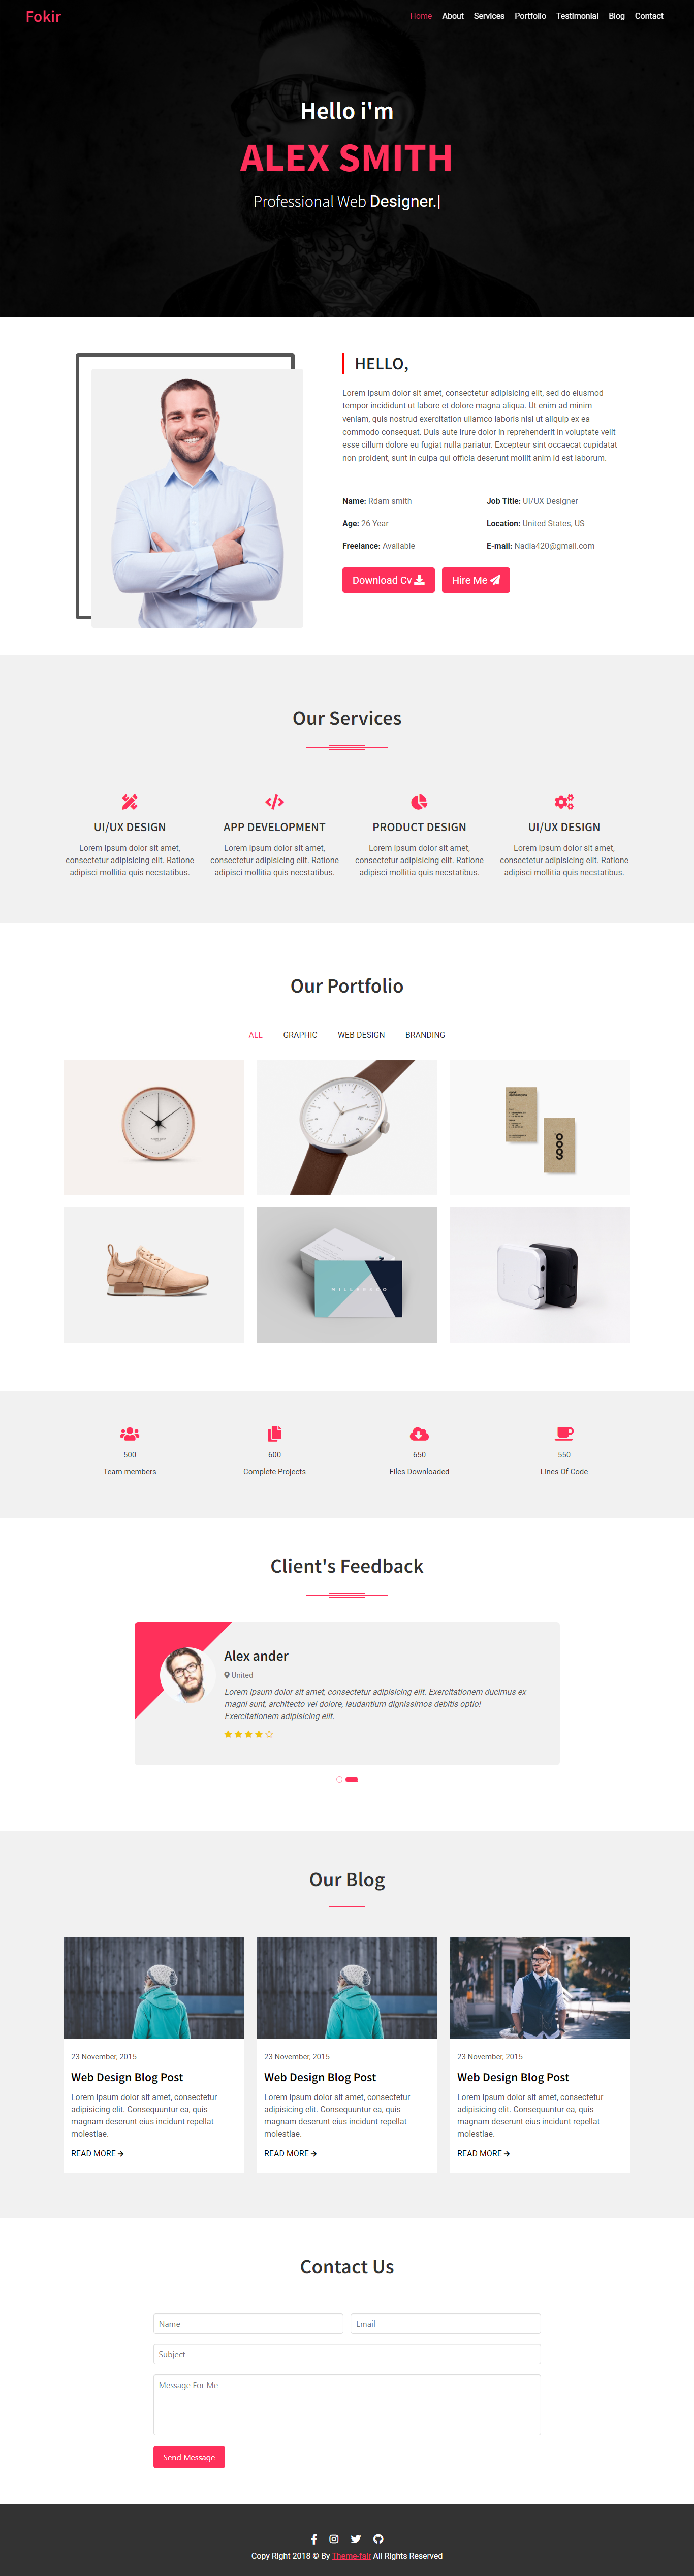 Fokir
Home About Services Portfolio Testimonial Blog Contact
Hello i'm
ALEX SMITH
Professional Web Designer.|
HELLO,
Lorem ipsum dolor sit amet, consectetur adipisicing elit, sed do eiusmod
tempor incididunt ut labore et dolore magna aliqua. Ut enim ad minim
veniam, quis nostrud exercitation ullamco laboris nisi ut aliquip ex ea
commodo consequat. Duis aute irure dolor in reprehenderit in voluptate velit
esse cillum dolore eu fugiat nulla pariatur. Excepteur sint occaecat cupidatat
non proident, sunt in culpa qui officia deserunt mollit anim id est laborum.
Name: Rdam smith
Job Title: UI/UX Designer
Age: 26 Year
Location: United States, US
Freelance: Available
E-mail: Nadia420@gmail.com
Download Cv
Hire Me
Our Services
UI/UX DESIGN
Lorem ipsum dolor sit amet,
consectetur adipisicing elit. Ratione
adipisci mollitia quis necstatibus.
APP DEVELOPMENT
Lorem ipsum dolor sit amet,
consectetur adipisicing elit. Ratione
adipisci mollitia quis necstatibus.
PRODUCT DESIGN
Lorem ipsum dolor sit amet,
consectetur adipisicing elit. Ratione
adipisci mollitia quis necstatibus.
UI/UX DESIGN
Lorem ipsum dolor sit amet,
consectetur adipisicing elit. Ratione
adipisci mollitia quis necstatibus.
Our Portfolio
ALL GRAPHIC WEB DESIGN BRANDING
500
Team members
600
Complete Projects
650
Files Downloaded
550
Lines Of Code
Client's Feedback
Alex ander
United
Lorem ipsum dolor sit amet, consectetur adipisicing elit. Exercitationem ducimus ex
magni sunt, architecto vel dolore, laudantium dignissimos debitis optio!
Exercitationem adipisicing elit.
Our Blog
23 November, 2015
Web Design Blog Post
Lorem ipsum dolor sit amet, consectetur
adipisicing elit. Consequuntur ea, quis
magnam deserunt eius incidunt repellat
molestiae.
READ MORE
23 November, 2015
Web Design Blog Post
Lorem ipsum dolor sit amet, consectetur
adipisicing elit. Consequuntur ea, quis
magnam deserunt eius incidunt repellat
molestiae.
READ MORE
23 November, 2015
Web Design Blog Post
Lorem ipsum dolor sit amet, consectetur
adipisicing elit. Consequuntur ea, quis
magnam deserunt eius incidunt repellat
molestiae.
READ MORE
Contact Us
Name
Email
Subject
Message For Me
Send Message
Copy Right 2018 © By Theme-fair All Rights Reserved